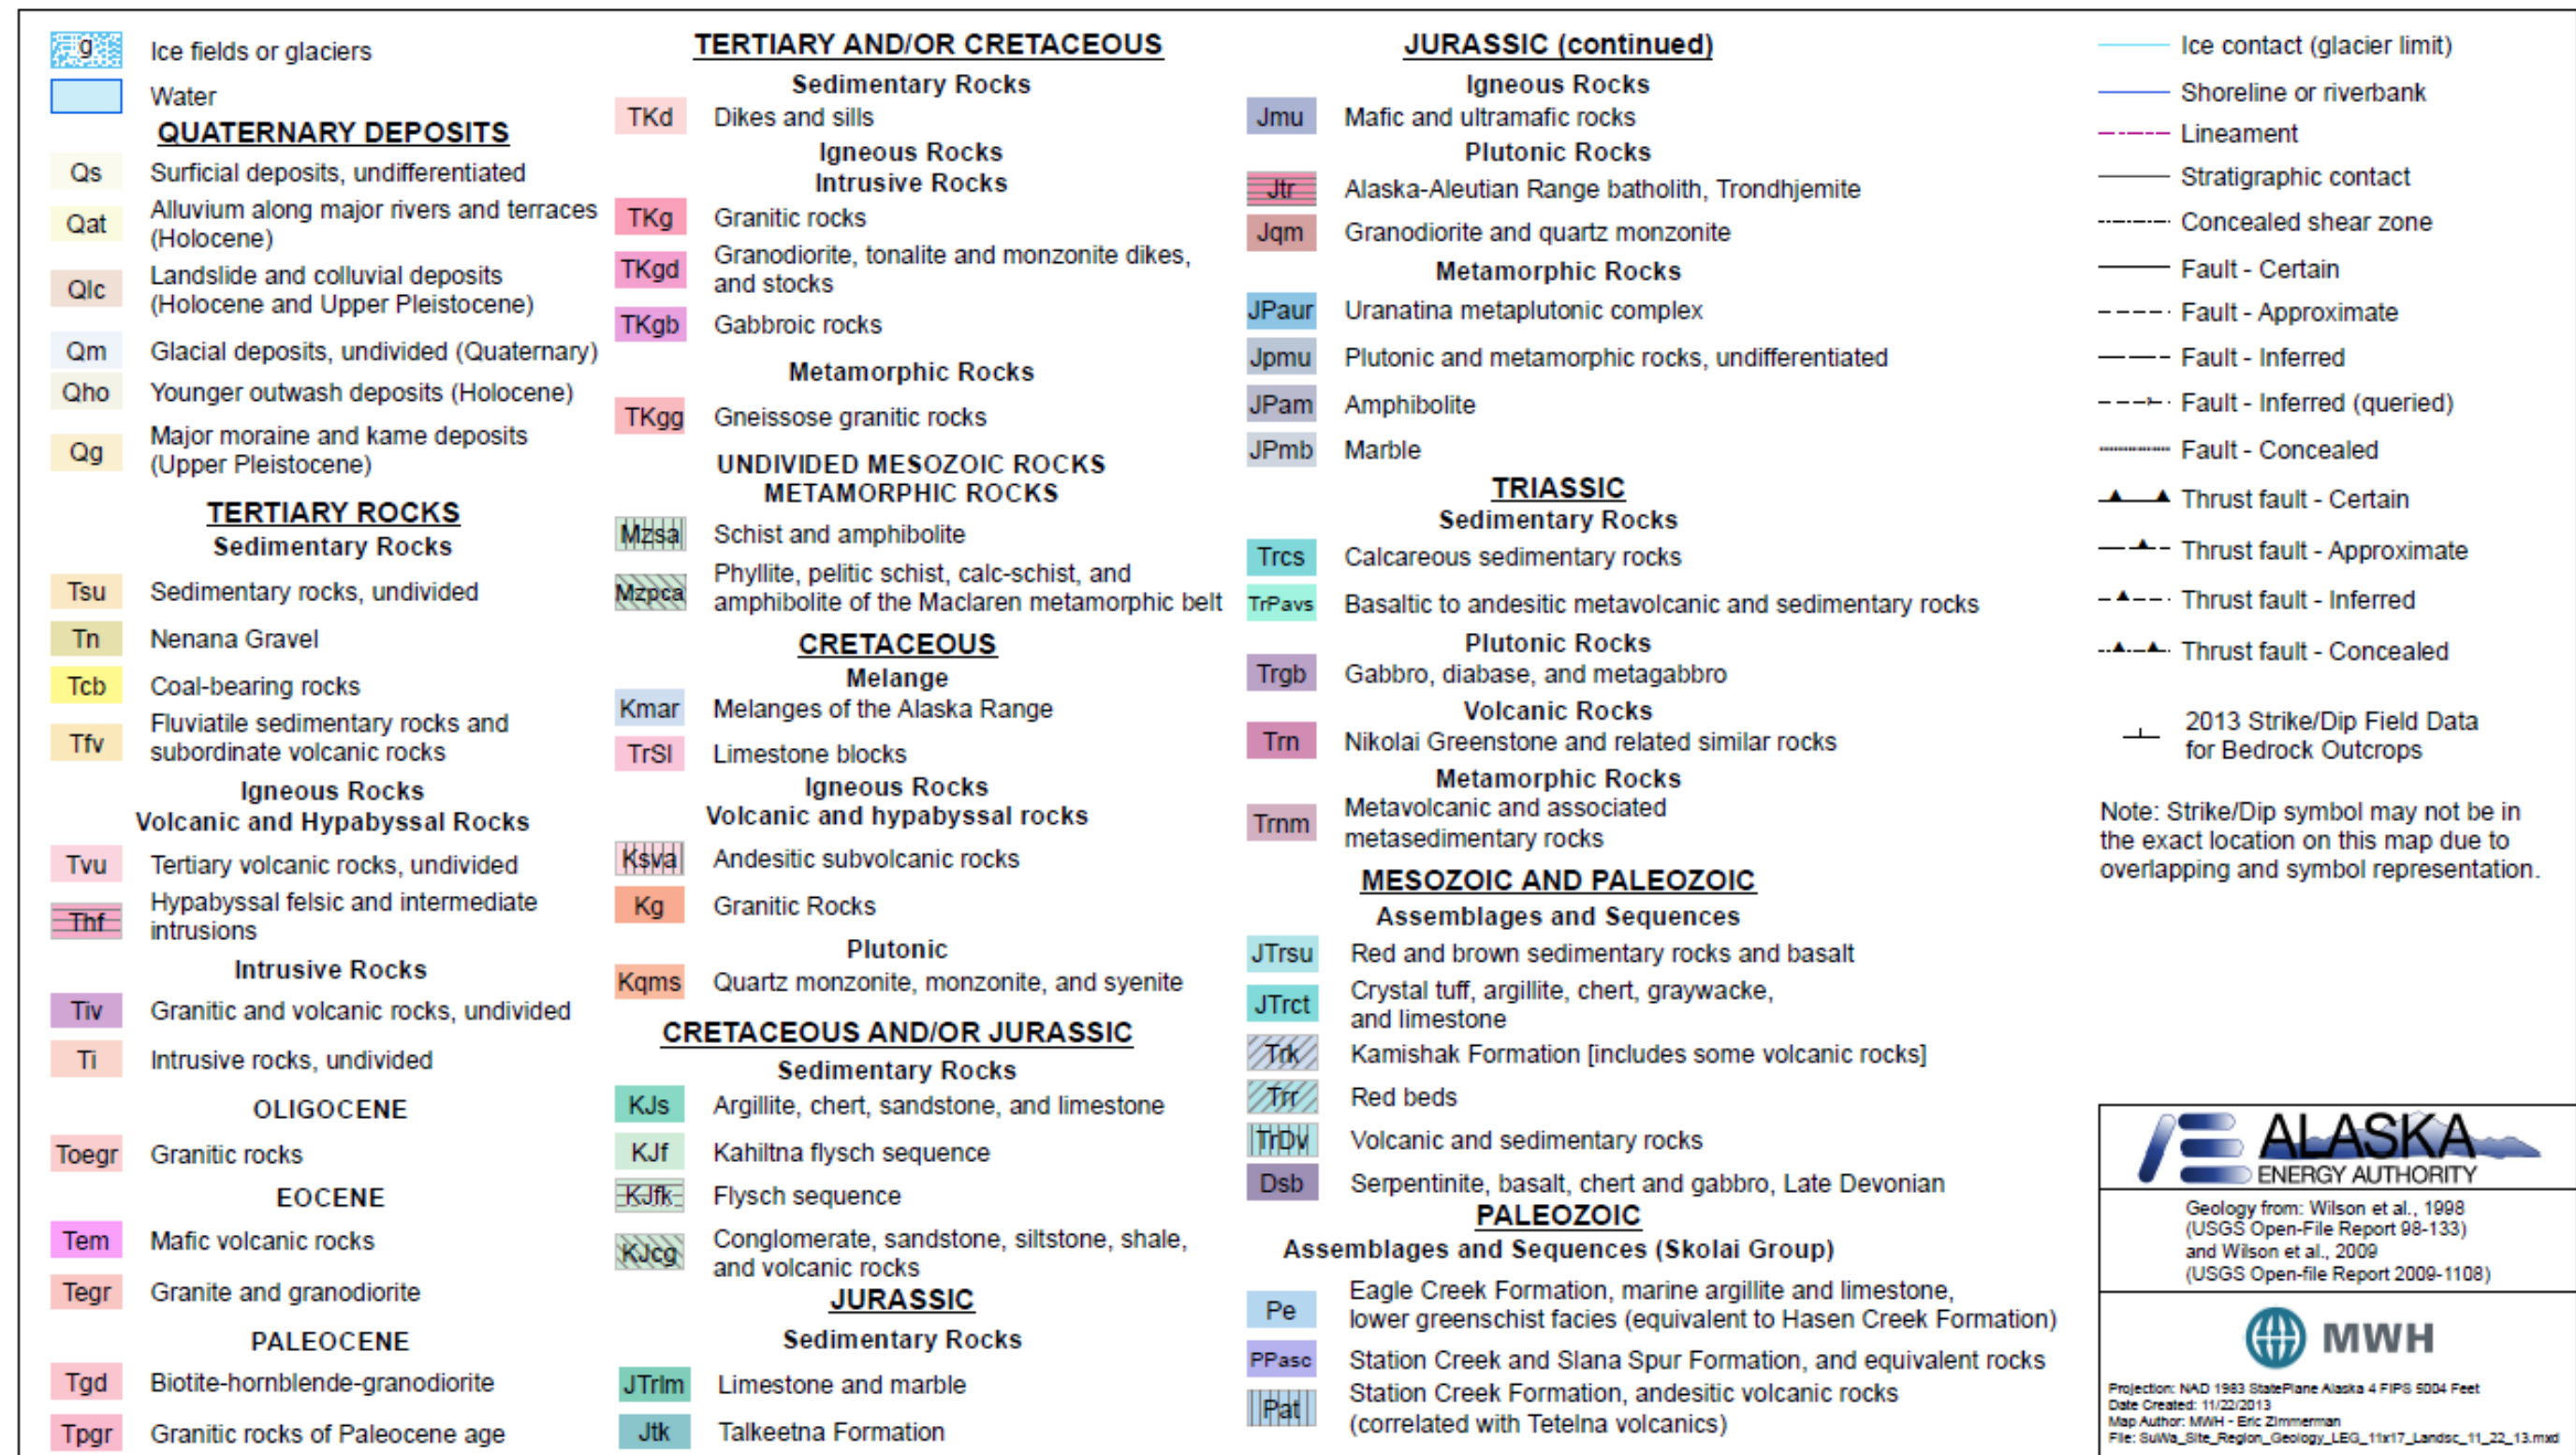 g Ice fields or glaciers
Water
QUATERNARY DEPOSITS
Qs Surficial deposits, undifferentiated
Qat Alluvium along major rivers and terraces
(Holocene)
Qlc Landslide and colluvial deposits
(Holocene and Upper Pleistocene)
Qm Glacial deposits, undivided (Quaternary)
Qho Younger outwash deposits (Holocene)
Qg Major moraine and kame deposits
(Upper Pleistocene)
TERTIARY ROCKS
Sedimentary Rocks
Tsu Sedimentary rocks, undivided
Tn Nenana Gravel
Tcb Coal-bearing rocks
Tfv Fluviatile sedimentary rocks and
subordinate volcanic rocks
Igneous Rocks
Volcanic and Hypabyssal Rocks
Tvu Tertiary volcanic rocks, undivided
Thf Hypabyssal felsic and intermediate
intrusions
Intrusive Rocks
Tiv Granitic and volcanic rocks, undivided
Ti Intrusive rocks, undivided
OLIGOCENE
Toegr Granitic rocks
EOCENE
Tem Mafic volcanic rocks
Tegr Granite and granodiorite
PALEOCENE
Tgd Biotite-hornblende-granodiorite
Tpgr Granitic rocks of Paleocene age
TERTIARY AND/OR CRETACEOUS
Sedimentary Rocks
TKd Dikes and sills
Igneous Rocks
Intrusive Rocks
TKg Granitic rocks
TKgd Granodiorite, tonalite and monzonite dikes,
and stocks
TKgb Gabbroic rocks
Metamorphic Rocks
TKgg Gneissose granitic rocks
UNDIVIDED MESOZOIC ROCKS
METAMORPHIC ROCKS
Mzsa Schist and amphibolite
Mzpca Phyllite, pelitic schist, calc-schist, and
amphibolite of the Maclaren metamorphic belt
CRETACEOUS
Melange
Kmar Melanges of the Alaska Range
TrSl Limestone blocks
Igneous Rocks
Volcanic and hypabyssal rocks
Ksva Andesitic subvolcanic rocks
Kg Granitic Rocks
Plutonic
Kqms Quartz monzonite, monzonite, and syenite
CRETACEOUS AND/OR JURASSIC
Sedimentary Rocks
KJs Argillite, chert, sandstone, and limestone
KJf Kahiltna flysch sequence
KJfk Flysch sequence
KJcg Conglomerate, sandstone, siltstone, shale,
and volcanic rocks
JURASSIC
Sedimentary Rocks
JTrlm Limestone and marble
Jtk Talkeetna Formation
JURASSIC (continued)
Igneous Rocks
Jmu Mafic and ultramafic rocks
Plutonic Rocks
Jtr Alaska-Aleutian Range batholith, Trondhjemite
Jqm Granodiorite and quartz monzonite
Metamorphic Rocks
JPaur Uranatina metaplutonic complex
Jpmu Plutonic and metamorphic rocks, undifferentiated
JPam Amphibolite
JPmb Marble
TRIASSIC
Sedimentary Rocks
Trcs Calcareous sedimentary rocks
TrPavs Basaltic to andesitic metavolcanic and sedimentary rocks
Plutonic Rocks
Trgb Gabbro, diabase, and metagabbro
Volcanic Rocks
Trn Nikolai Greenstone and related similar rocks
Metamorphic Rocks
Trnm Metavolcanic and associated
metasedimentary rocks
MESOZOIC AND PALEOZOIC
Assemblages and Sequences
JTrsu Red and brown sedimentary rocks and basalt
JTrct Crystal tuff, argillite, chert, graywacke,
and limestone
Trk Kamishak Formation [includes some volcanic rocks]
Trr Red beds
TrDv Volcanic and sedimentary rocks
Dsb Serpentinite, basalt, chert and gabbro, Late Devonian
PALEOZOIC
Assemblages and Sequences (Skolai Group)
Pe Eagle Creek Formation, marine argillite and limestone,
lower greenschist facies (equivalent to Hasen Creek Formation)
PPasc Station Creek and Slana Spur Formation, and equivalent rocks
Pat Station Creek Formation, andesitic volcanic rocks
(correlated with Tetelna volcanics)
Ice contact (glacier limit)
Shoreline or riverbank
Lineament
Stratigraphic contact
Concealed shear zone
Fault - Certain
Fault - Approximate
Fault - Inferred
Fault - Inferred (queried)
Fault - Concealed
Thrust fault - Certain
Thrust fault - Approximate
Thrust fault - Inferred
Thrust fault - Concealed
2013 Strike/Dip Field Data
for Bedrock Outcrops
Note: Strike/Dip symbol may not be in
the exact location on this map due to
overlapping and symbol representation.
ALASKA
ENERGY AUTHORITY
Geology from: Wilson et al., 1998
(USGS Open-File Report 98-133)
and Wilson et al., 2009
(USGS Open-file Report 2009-1108)
MWH
Projection: NAD 1983 StatePlane Alaska 4 FIPS 5004 Feet
Date Created: 11/22/2013
Map Author: MWH - Eric Zimmerman
File: SuWa_Site_Region_Geology_LEG_11x17_Landsc_11_22_13.mxd